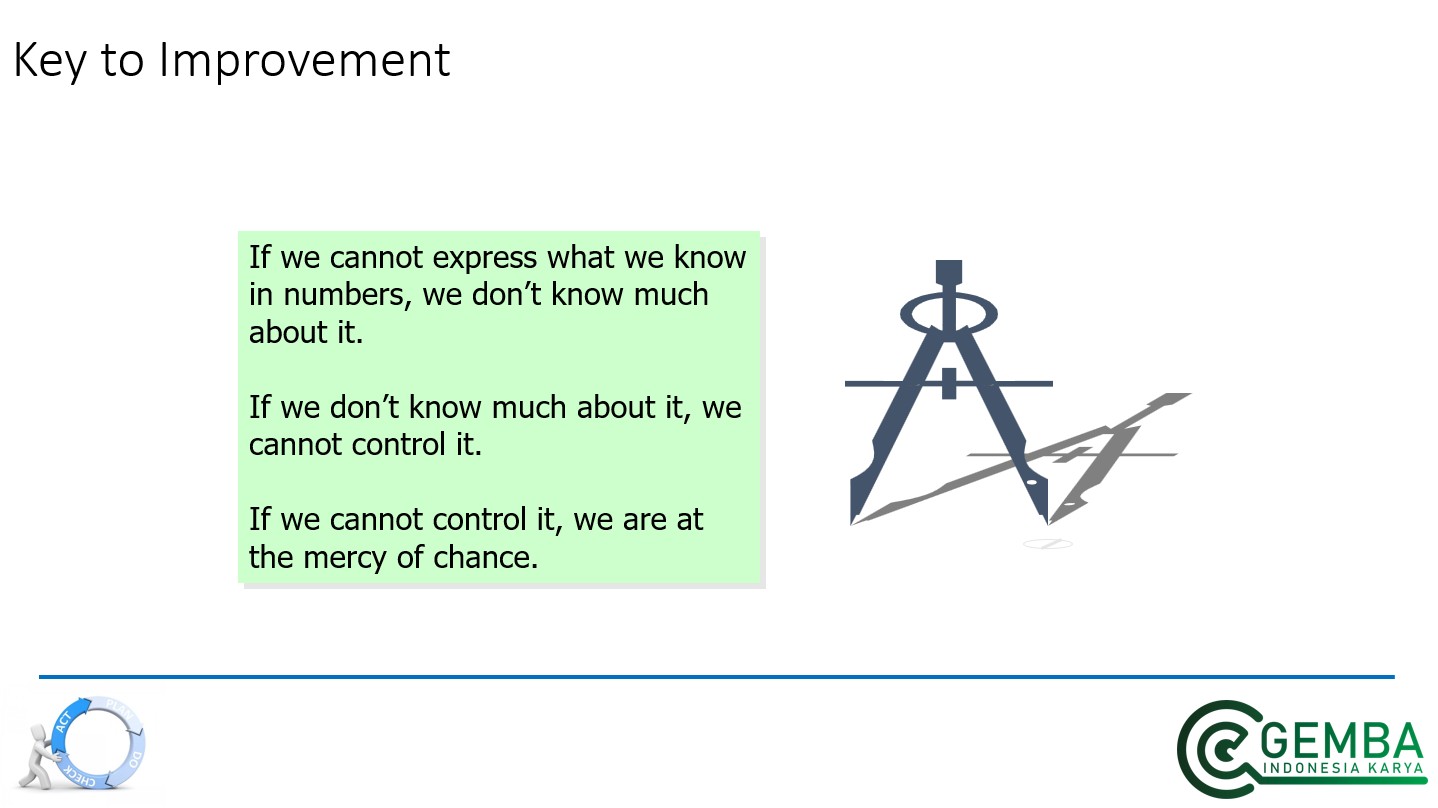 Key to Improvement
If we cannot express what we know
in numbers, we don’t know much
about it.
If we don’t know much about it, we
cannot control it.
If we cannot control it, we are at
the mercy of chance.
ACT
PLAN
DO
CHECK
GEMBA
INDONESIA KARYA